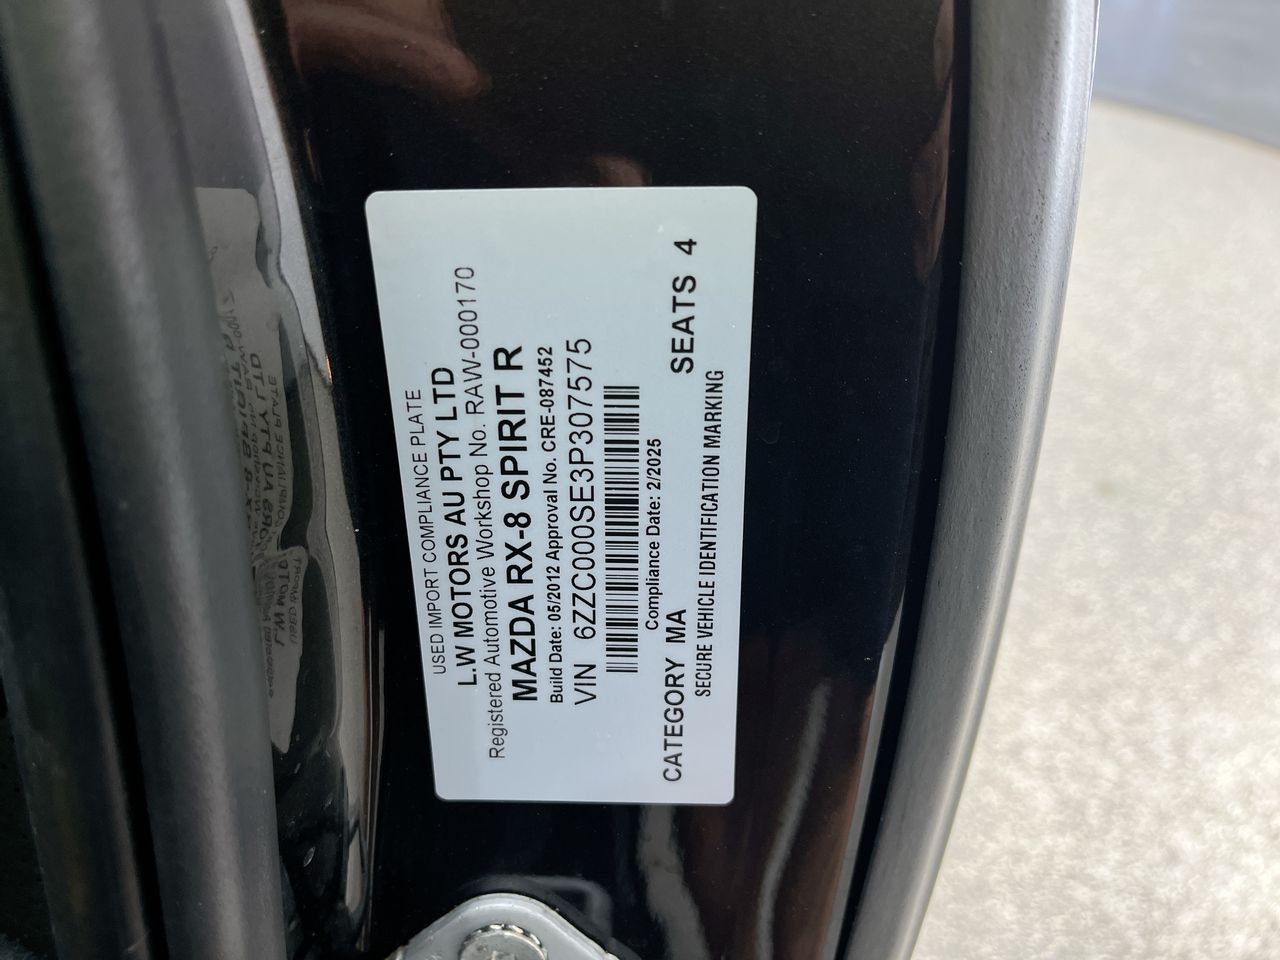 USED IMPORT COMPLIANCE PLATE
L.W MOTORS AU PTY LTD
Registered Automotive Workshop No. RAW-000170
MAZDA RX-8 SPIRIT R
Build Date: 05/2012 Approval No. CRE-087452
VIN 6ZZC000SE3P307575
Compliance Date: 2/2025
CATEGORY MA SEATS 4
SECURE VEHICLE IDENTIFICATION MARKING